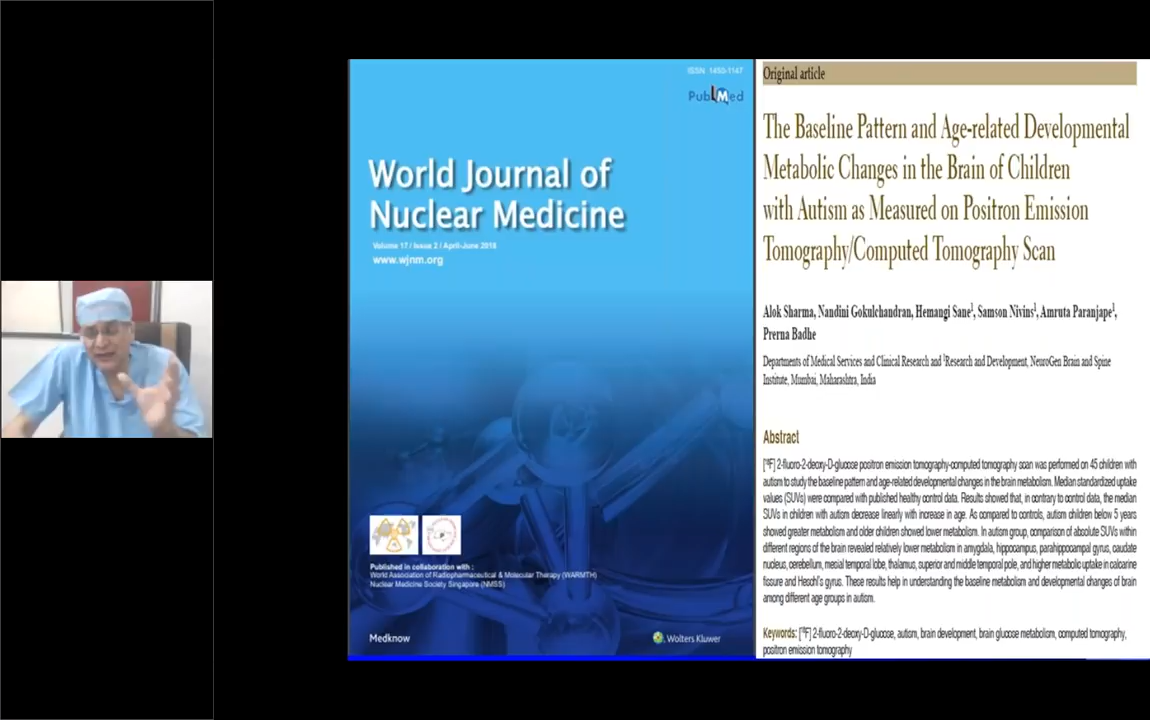 ISSN 1450-1147
PubMed
World Journal of
Nuclear Medicine
Volume 17 / Issue 2 / April-June 2018
www.wjnm.org
Published in collaboration with :
World Association of Radiopharmaceutical & Molecular Therapy (WARMTH)
Nuclear Medicine Society Singapore (NMSS)
Medknow
Wolters Kluwer
Original article
The Baseline Pattern and Age-related Developmental
Metabolic Changes in the Brain of Children
with Autism as Measured on Positron Emission
Tomography/Computed Tomography Scan
Alok Sharma, Nandini Gokulchandran, Hemangi Sane¹, Samson Nivins¹, Amruta Paranjape¹,
Prerna Badhe
Departments of Medical Services and Clinical Research and ¹Research and Development, NeuroGen Brain and Spine
Institute, Mumbai, Maharashtra, India
Abstract
[¹⁸F] 2-fluoro-2-deoxy-D-glucose positron emission tomography-computed tomography scan was performed on 45 children with
autism to study the baseline pattern and age-related developmental changes in the brain metabolism. Median standardized uptake
values (SUVs) were compared with published healthy control data. Results showed that, in contrary to control data, the median
SUVs in children with autism decrease linearly with increase in age. As compared to controls, autism children below 5 years
showed greater metabolism and older children showed lower metabolism. In autism group, comparison of absolute SUVs within
different regions of the brain revealed relatively lower metabolism in amygdala, hippocampus, parahippocampal gyrus, caudate
nucleus, cerebellum, mesial temporal lobe, thalamus, superior and middle temporal pole, and higher metabolic uptake in calcarine
fissure and Heschl's gyrus. These results help in understanding the baseline metabolism and developmental changes of brain
among different age groups in autism.
Keywords: [¹⁸F] 2-fluoro-2-deoxy-D-glucose, autism, brain development, brain glucose metabolism, computed tomography,
positron emission tomography